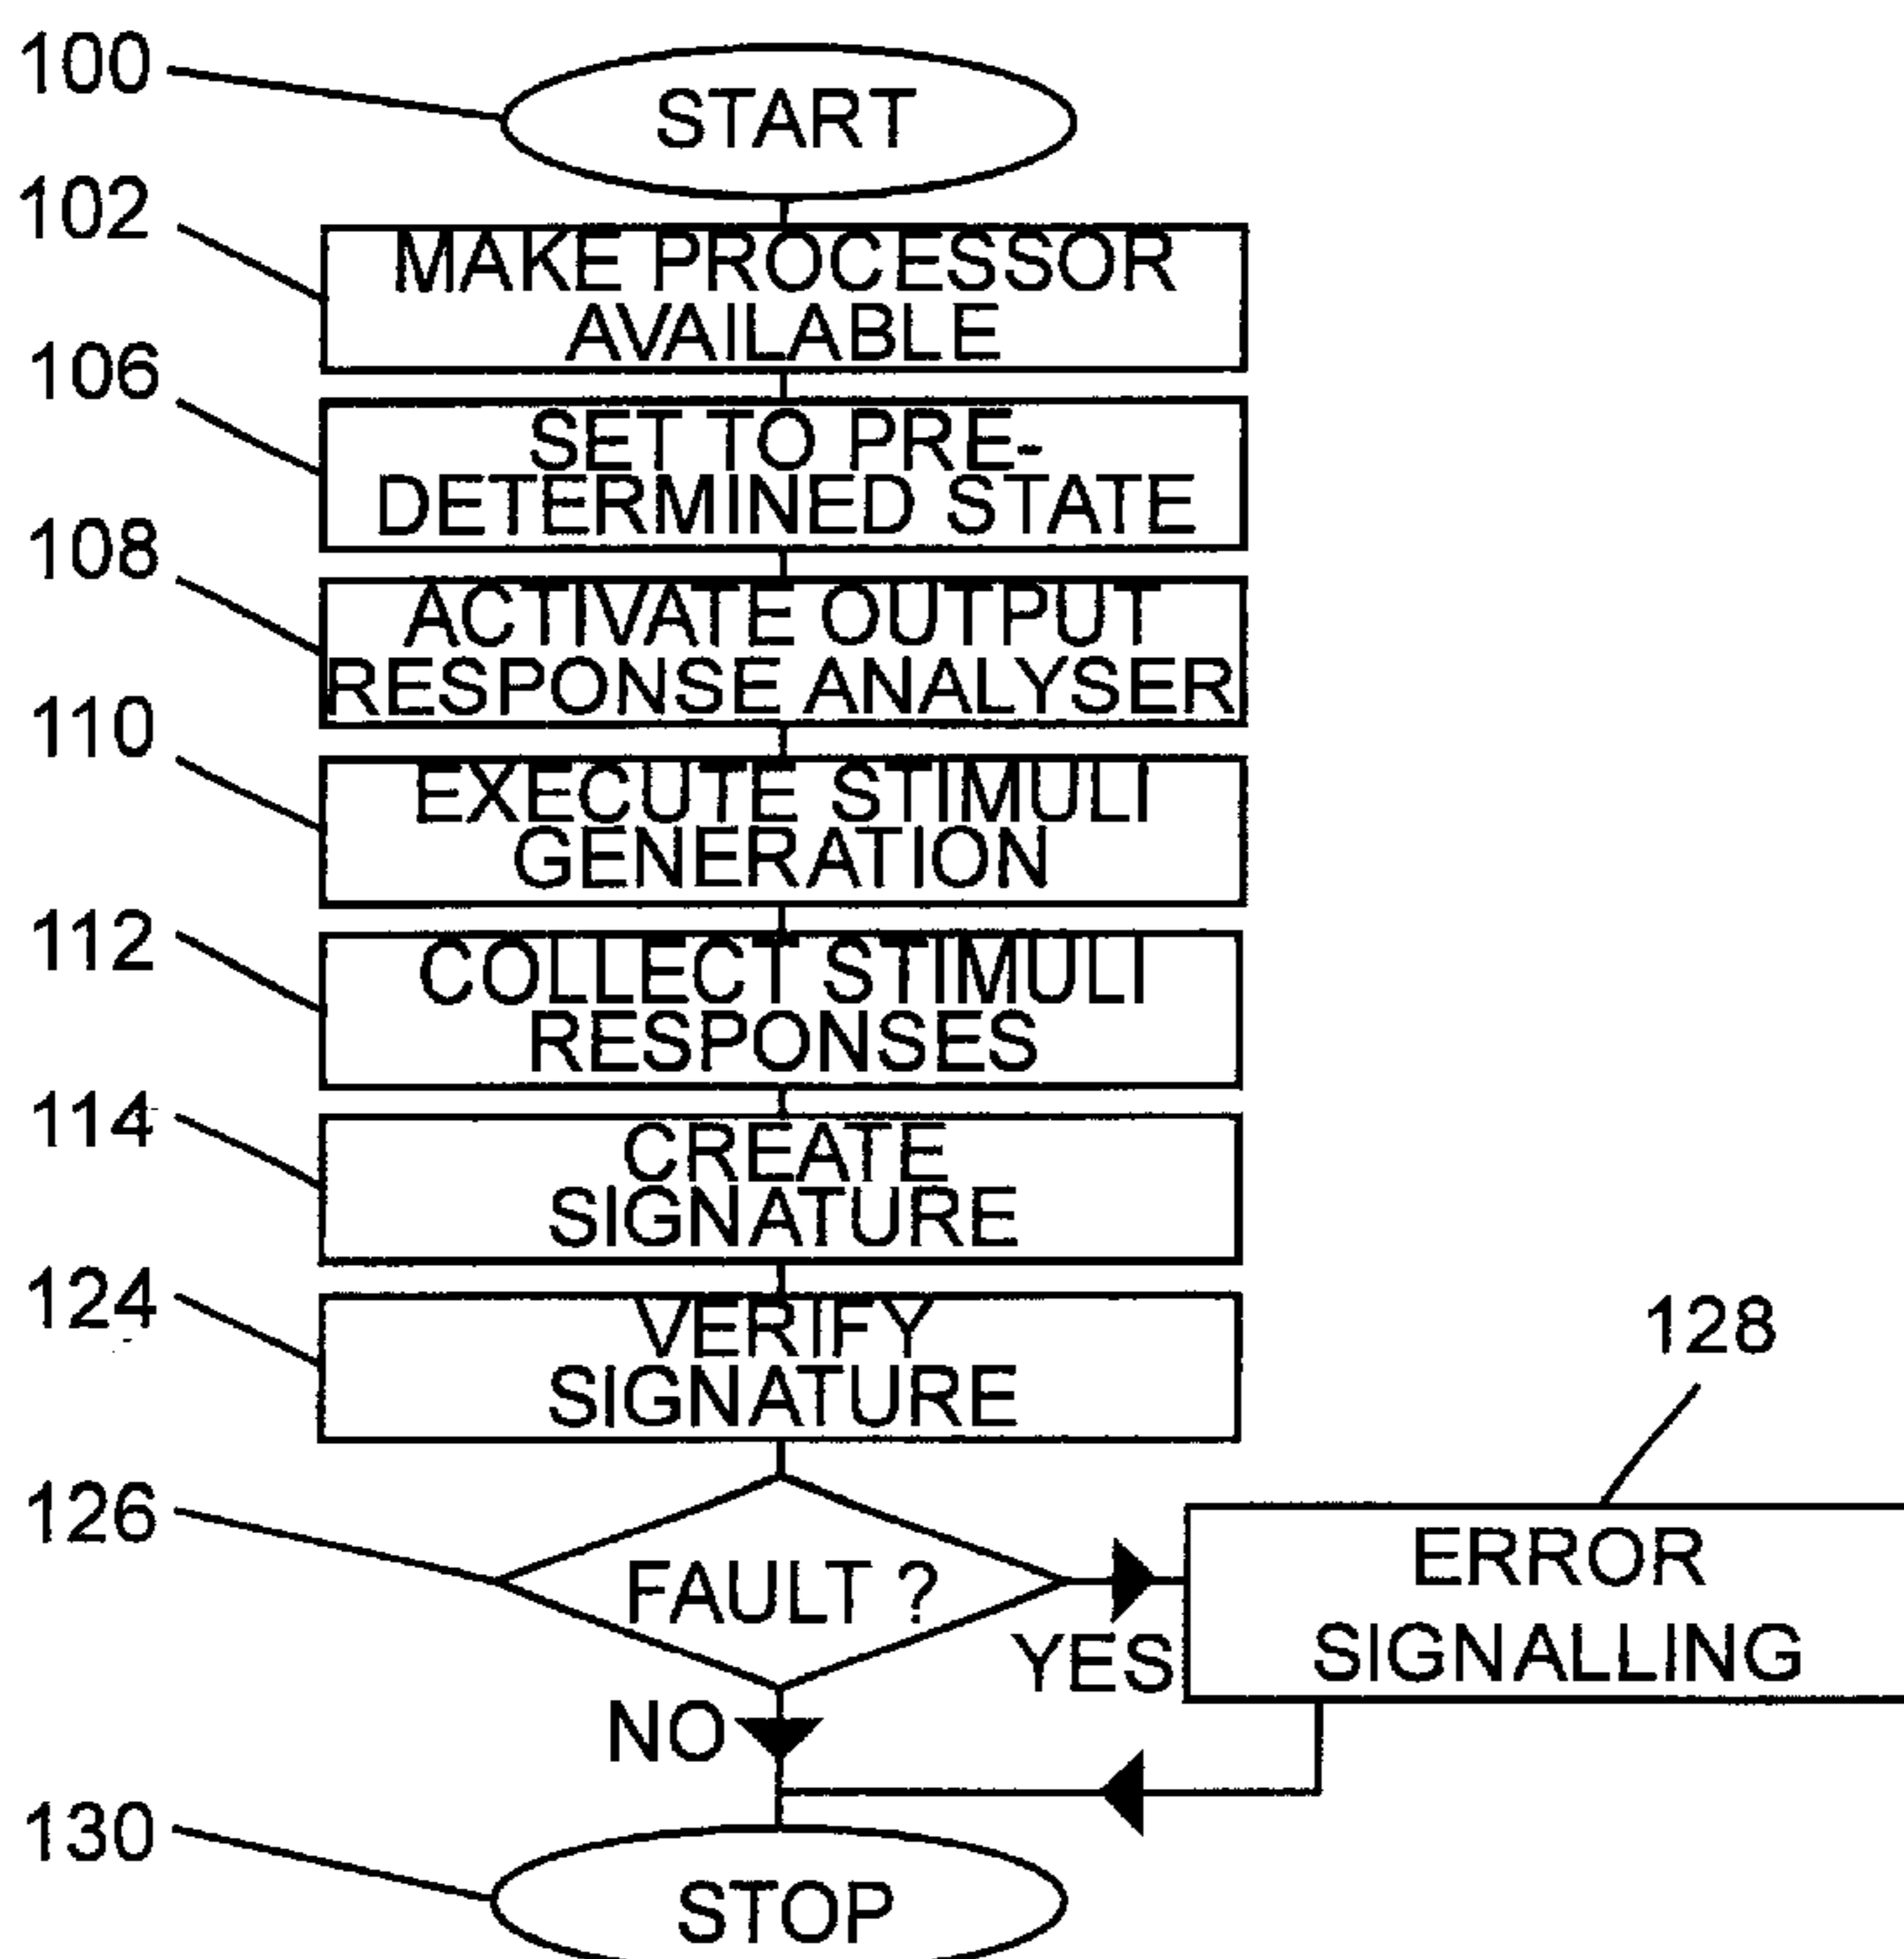 100
START
102
MAKE PROCESSOR
AVAILABLE
106
SET TO PRE-
DETERMINED STATE
108
ACTIVATE OUTPUT
RESPONSE ANALYSER
110
EXECUTE STIMULI
GENERATION
112
COLLECT STIMULI
RESPONSES
114
CREATE
SIGNATURE
124
VERIFY
SIGNATURE
126
FAULT ?
YES
128
ERROR
SIGNALLING
NO
130
STOP